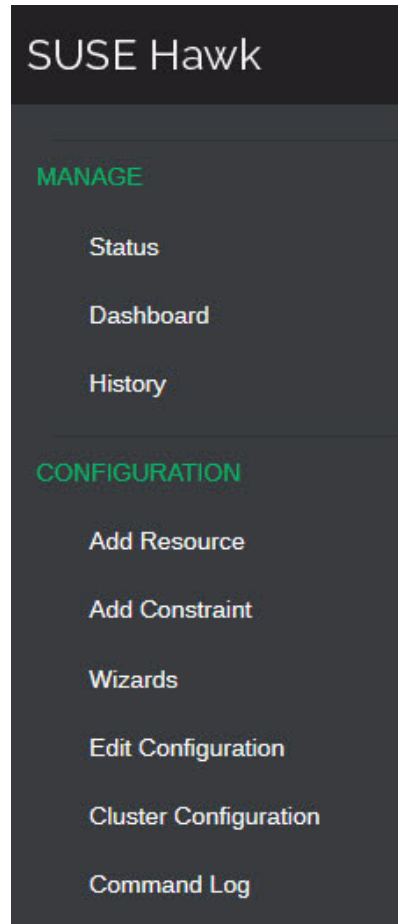 SUSE Hawk
MANAGE
Status
Dashboard
History
CONFIGURATION
Add Resource
Add Constraint
Wizards
Edit Configuration
Cluster Configuration
Command Log